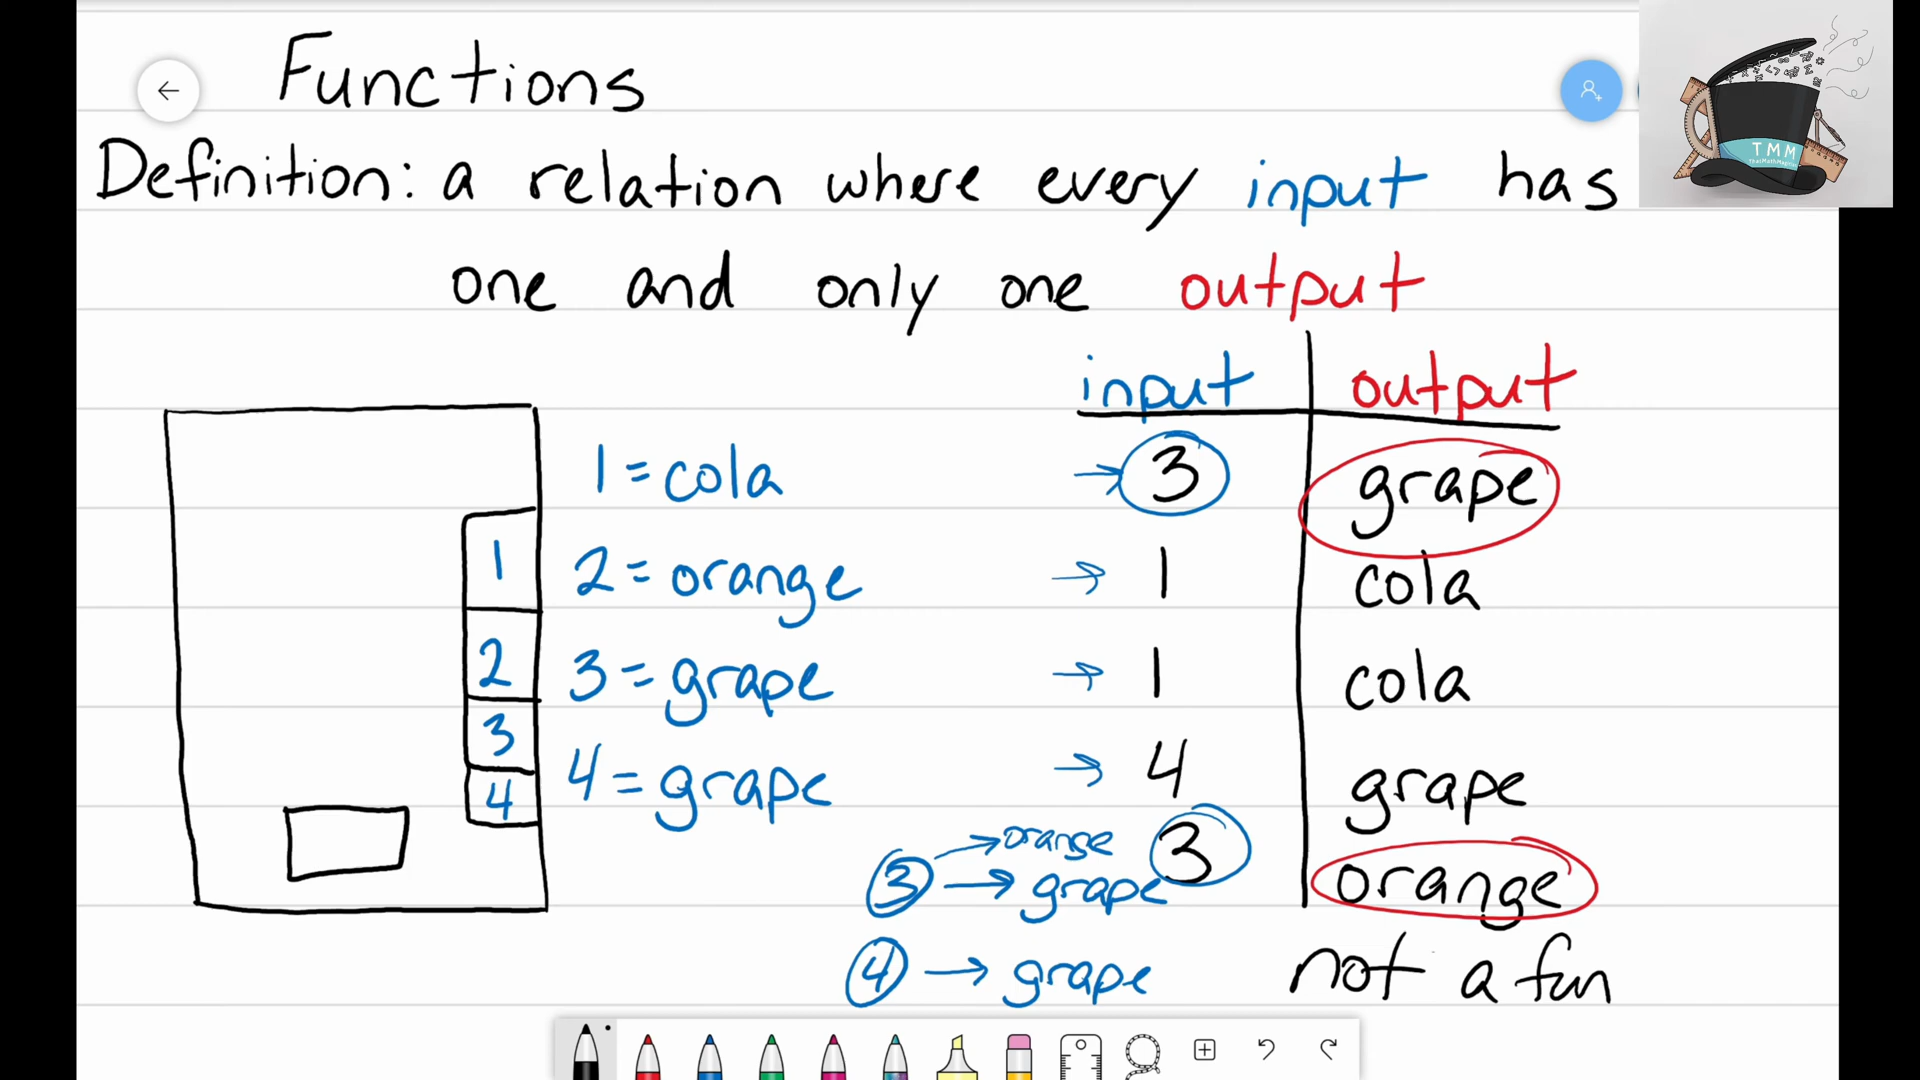 Functions
Definition: a relation where every input has
one and only one output
input output
1 = cola
2 = orange
3 = grape
4 = grape
1
2
3
4
→ 3 grape
→ 1 cola
→ 1 cola
→ 4 grape
3 orange
3 → orange
→ grape
4 → grape
not a fun
TMM